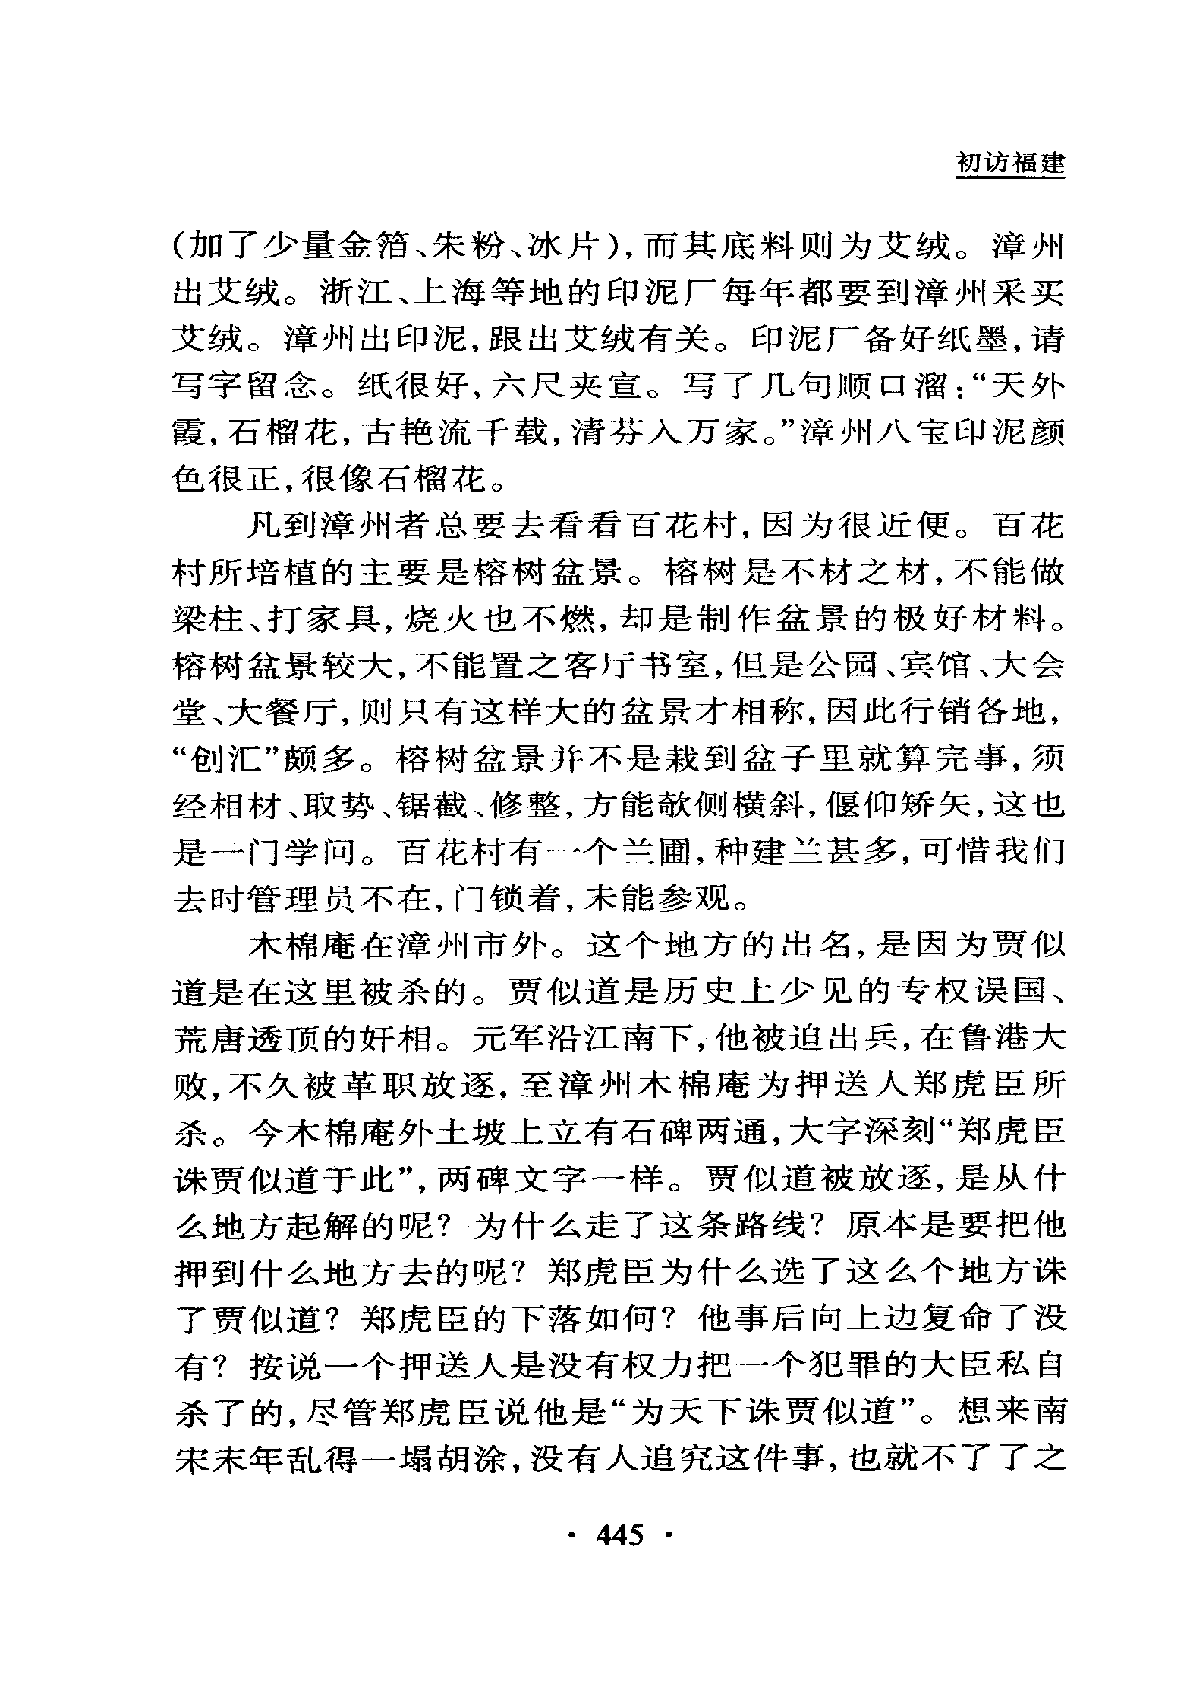 初访福建
(加了少量金箔、朱粉、冰片),而其底料则为艾绒。漳州
出艾绒。浙江、上海等地的印泥厂每年都要到漳州采买
艾绒。漳州出印泥,跟出艾绒有关。印泥厂备好纸墨,请
写字留念。纸很好,六尺夹宣。写了几句顺口溜:“天外
霞,石榴花,古艳流千载,清芬入万家。”漳州八宝印泥颜
色很正,很像石榴花。
凡到漳州者总要去看看百花村,因为很近便。百花
村所培植的主要是榕树盆景。榕树是不材之材,不能做
梁柱、打家具,烧火也不燃,却是制作盆景的极好材料。
榕树盆景较大,不能置之客厅书室,但是公园、宾馆、大会
堂、大餐厅,则只有这样大的盆景才相称,因此行销各地,
“创汇”颇多。榕树盆景并不是栽到盆子里就算完事,须
经相材、取势、锯截、修整,方能欹侧横斜,偃仰矫矢,这也
是一门学问。百花村有一个兰圃,种建兰甚多,可惜我们
去时管理员不在,门锁着,未能参观。
木棉庵在漳州市外。这个地方的出名,是因为贾似
道是在这里被杀的。贾似道是历史上少见的专权误国、
荒唐透顶的奸相。元军沿江南下,他被迫出兵,在鲁港大
败,不久被革职放逐,至漳州木棉庵为押送人郑虎臣所
杀。今木棉庵外土坡上立有石碑两通,大字深刻“郑虎臣
诛贾似道于此”,两碑文字一样。贾似道被放逐,是从什
么地方起解的呢?为什么走了这条路线?原本是要把他
押到什么地方去的呢?郑虎臣为什么选了这么个地方诛
了贾似道?郑虎臣的下落如何?他事后向上边复命了没
有?按说一个押送人是没有权力把一个犯罪的大臣私自
杀了的,尽管郑虎臣说他是“为天下诛贾似道”。想来南
宋末年乱得一塌胡涂,没有人追究这件事,也就不了了之
· 445 ·